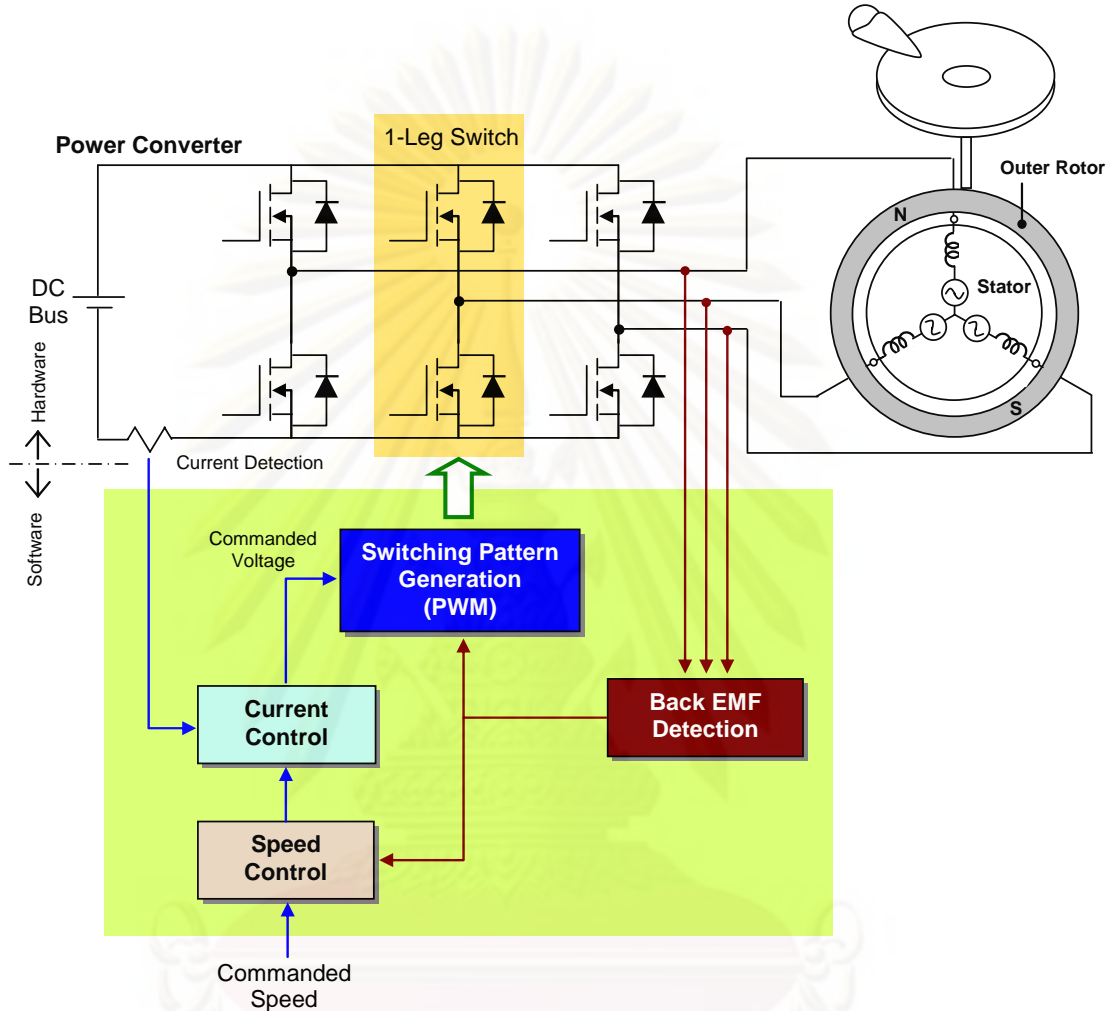 1-Leg Switch
Power Converter
Outer Rotor
N
DC
Bus
Stator
S
Hardware
Software
Current Detection
Commanded
Voltage
Switching Pattern
Generation
(PWM)
Current
Control
Back EMF
Detection
Speed
Control
Commanded
Speed